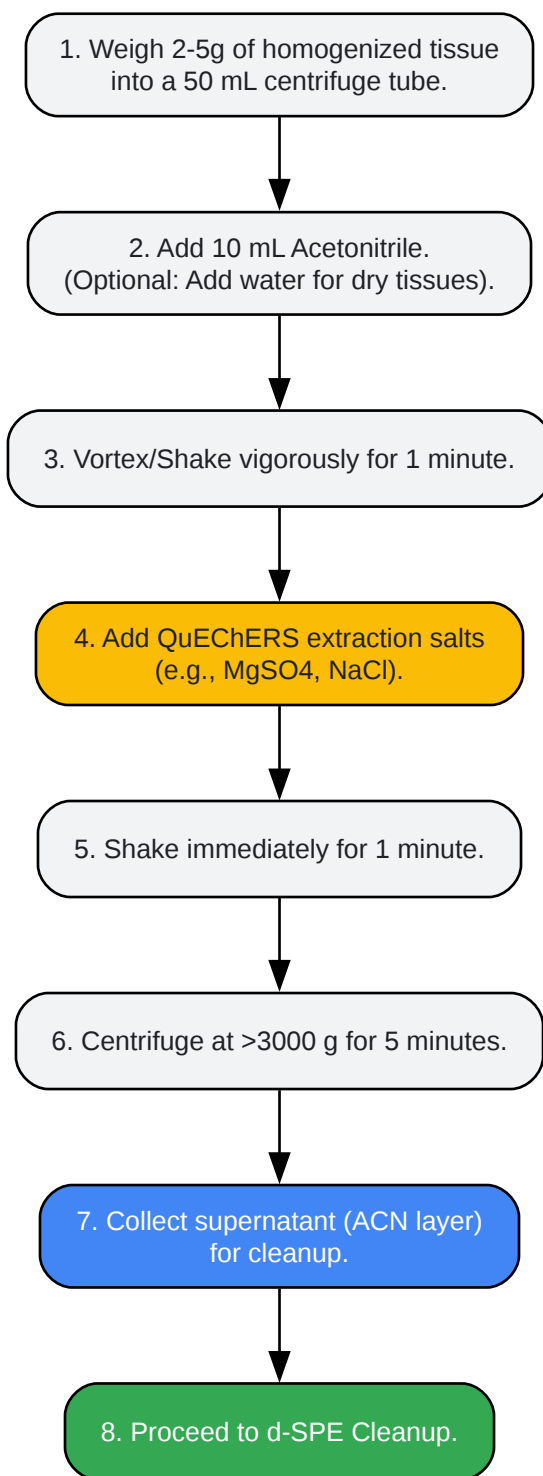 1. Weigh 2-5g of homogenized tissue
into a 50 mL centrifuge tube.
2. Add 10 mL Acetonitrile.
(Optional: Add water for dry tissues).
3. Vortex/Shake vigorously for 1 minute.
4. Add QuEChERS extraction salts
(e.g., MgSO4, NaCl).
5. Shake immediately for 1 minute.
6. Centrifuge at >3000 g for 5 minutes.
7. Collect supernatant (ACN layer)
for cleanup.
8. Proceed to d-SPE Cleanup.